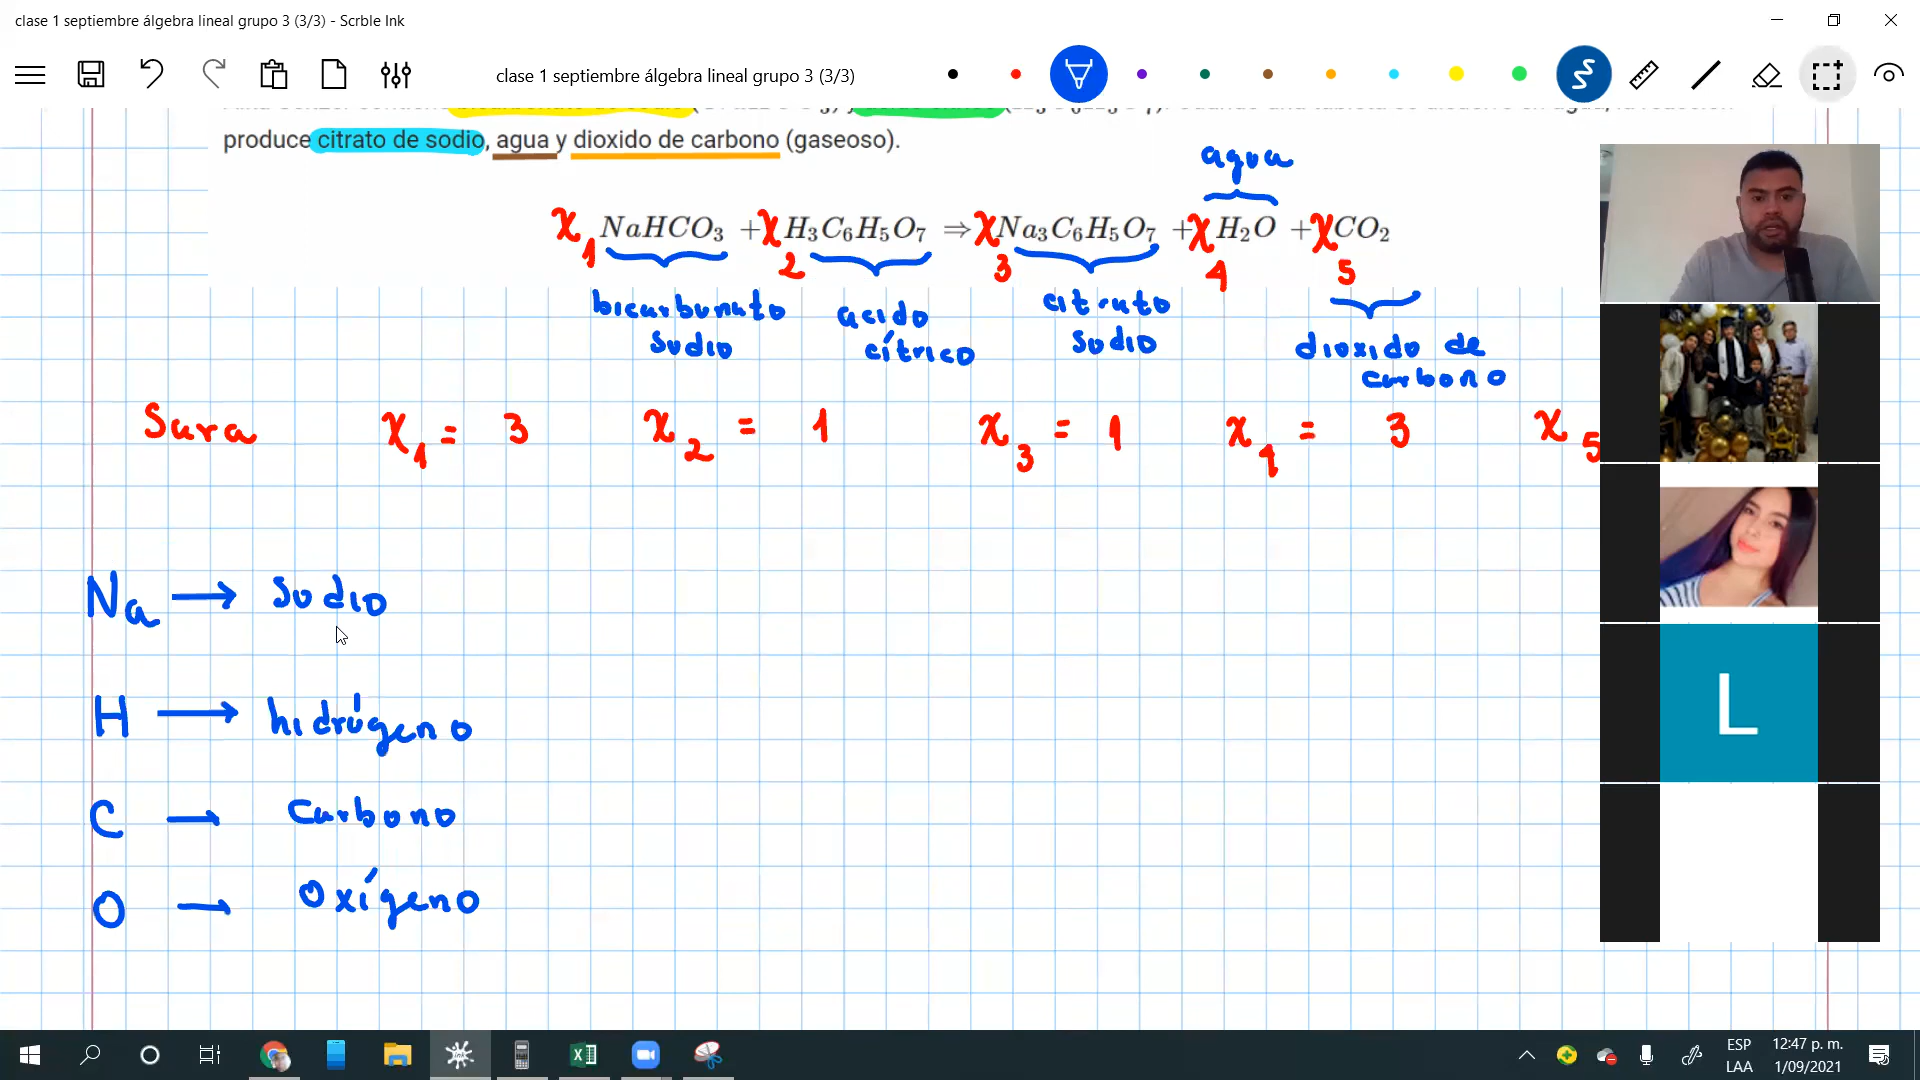 clase 1 septiembre álgebra lineal grupo 3 (3/3) - Scrble Ink
clase 1 septiembre álgebra lineal grupo 3 (3/3)
produce citrato de sodio, agua y dioxido de carbono (gaseoso).
agua
x₁ NaHCO₃ + x₂ H₃C₆H₅O₇ ⇒ x₃ Na₃C₆H₅O₇ + x₄ H₂O + x₅ CO₂
bicarbonato sodio
acido cítrico
citrato sodio
dioxido de carbono
Sara x₁ = 3 x₂ = 1 x₃ = 1 x₄ = 3 x₅
Na → sodio
H → hidrógeno
C → Carbono
O → Oxígeno
L
ESP
LAA
12:47 p. m.
1/09/2021